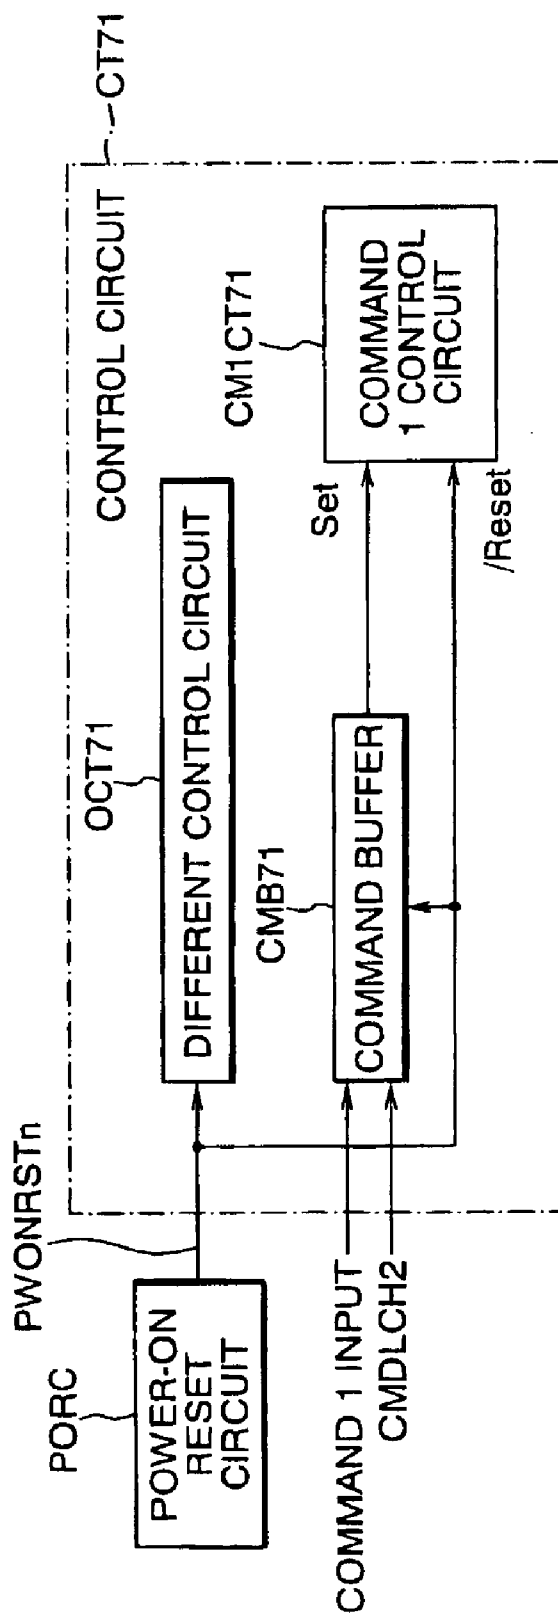 CT71
CONTROL CIRCUIT
PWONRSTn
PORC
POWER-ON
RESET
CIRCUIT
OCT71
DIFFERENT CONTROL CIRCUIT
CM1CT71
COMMAND
1 CONTROL
CIRCUIT
CMB71
COMMAND BUFFER
Set
/Reset
COMMAND 1 INPUT
CMDLCH2